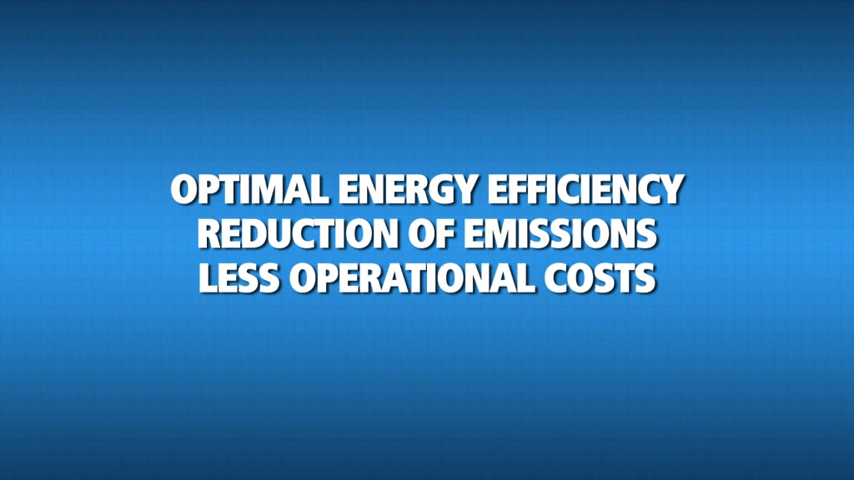 OPTIMAL ENERGY EFFICIENCY
REDUCTION OF EMISSIONS
LESS OPERATIONAL COSTS